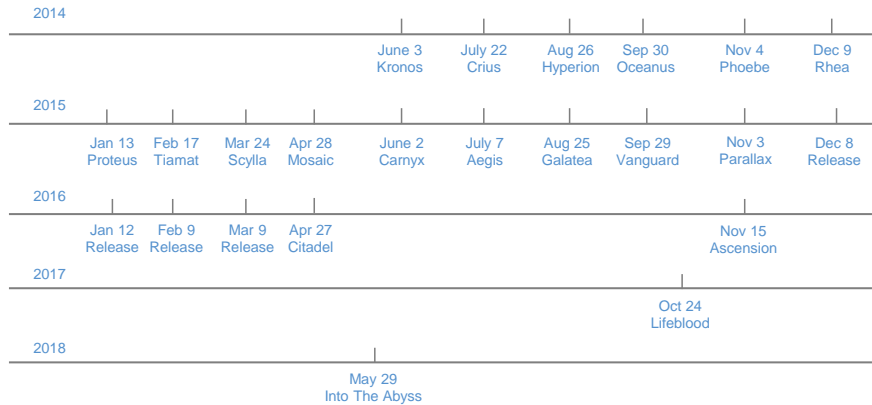 2014
June 3 July 22 Aug 26 Sep 30 Nov 4 Dec 9
Kronos Crius Hyperion Oceanus Phoebe Rhea
2015
Jan 13 Feb 17 Mar 24 Apr 28 June 2 July 7 Aug 25 Sep 29 Nov 3 Dec 8
Proteus Tiamat Scylla Mosaic Carnyx Aegis Galatea Vanguard Parallax Release
2016
Jan 12 Feb 9 Mar 9 Apr 27 Nov 15
Release Release Release Citadel Ascension
2017
Oct 24
Lifeblood
2018
May 29
Into The Abyss